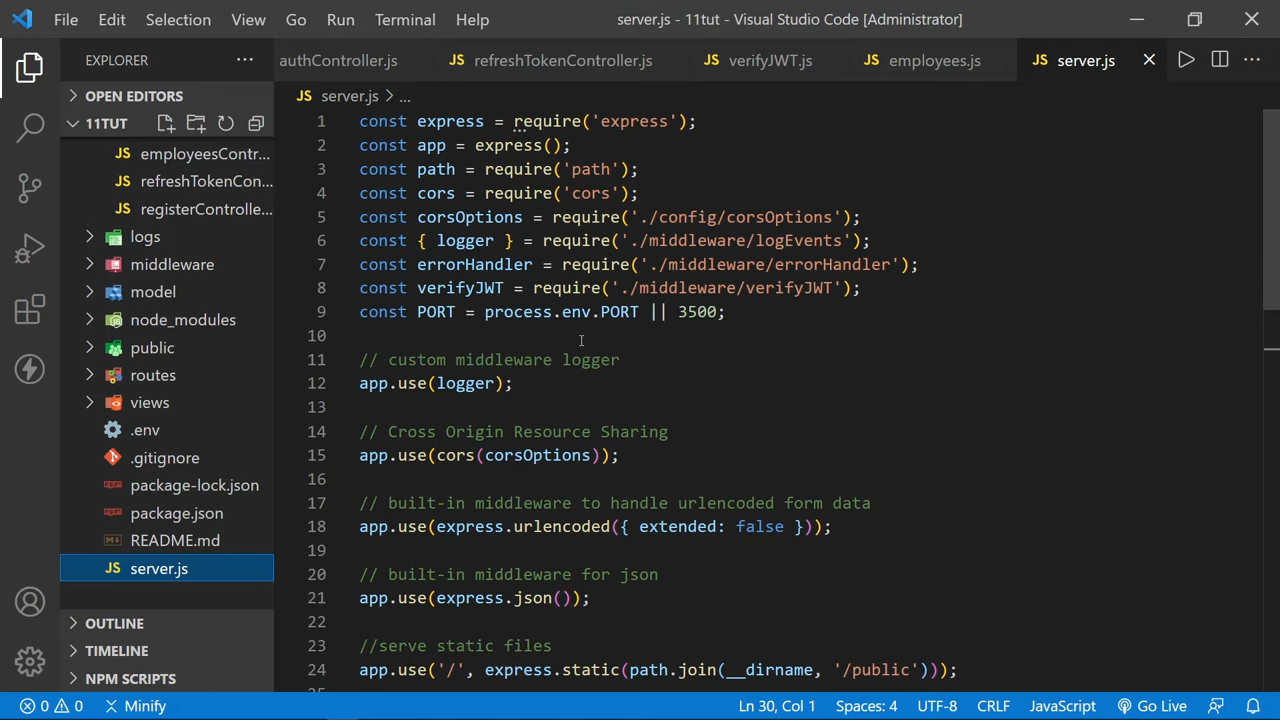 File Edit Selection View Go Run Terminal Help server.js - 11tut - Visual Studio Code [Administrator]
EXPLORER ···
authController.js JS refreshTokenController.js JS verifyJWT.js JS employees.js JS server.js
OPEN EDITORS
11TUT
JS employeesContr...
JS refreshTokenCon...
JS registerControlle...
logs
middleware
model
node_modules
public
routes
views
.env
.gitignore
package-lock.json
package.json
README.md
JS server.js
OUTLINE
TIMELINE
NPM SCRIPTS
JS server.js > ...
1 const express = require('express');
2 const app = express();
3 const path = require('path');
4 const cors = require('cors');
5 const corsOptions = require('./config/corsOptions');
6 const { logger } = require('./middleware/logEvents');
7 const errorHandler = require('./middleware/errorHandler');
8 const verifyJWT = require('./middleware/verifyJWT');
9 const PORT = process.env.PORT || 3500;
10
11 // custom middleware logger
12 app.use(logger);
13
14 // Cross Origin Resource Sharing
15 app.use(cors(corsOptions));
16
17 // built-in middleware to handle urlencoded form data
18 app.use(express.urlencoded({ extended: false }));
19
20 // built-in middleware for json
21 app.use(express.json());
22
23 //serve static files
24 app.use('/', express.static(path.join(__dirname, '/public')));
0 0 Minify Ln 30, Col 1 Spaces: 4 UTF-8 CRLF JavaScript Go Live